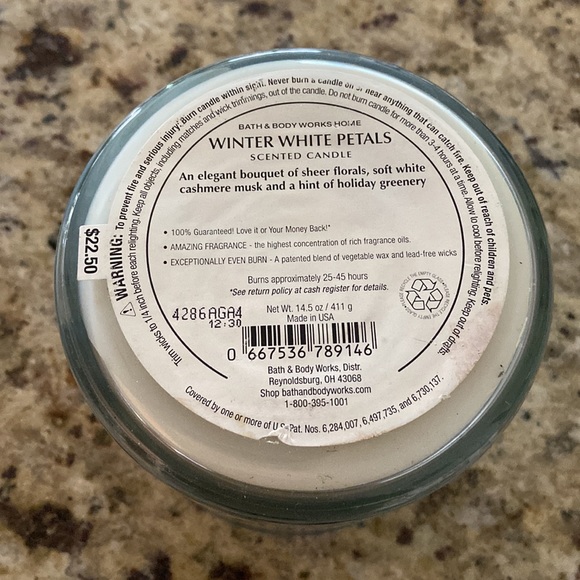 WARNING: To prevent fire and serious injury: Burn candle within sight. Never burn a candle on or near anything that can catch fire. Keep out of reach of children and pets.
Trim wicks to 1/4 inch before each relighting. Keep all objects, including matches and wick trimmings, out of the candle. Do not burn candle for more than 3-4 hours at a time. Allow to cool before relighting. Keep out of drafts.
BATH & BODY WORKS HOME
WINTER WHITE PETALS
SCENTED CANDLE
An elegant bouquet of sheer florals, soft white
cashmere musk and a hint of holiday greenery
• 100% Guaranteed! Love it or Your Money Back!*
• AMAZING FRAGRANCE - the highest concentration of rich fragrance oils.
• EXCEPTIONALLY EVEN BURN - A patented blend of vegetable wax and lead-free wicks
$22.50
Burns approximately 25-45 hours
*See return policy at cash register for details.
Net Wt. 14.5 oz / 411 g
Made in USA
4286AGA4
12:30
0 667536 789146
Bath & Body Works, Distr.
Reynoldsburg, OH 43068
Shop bathandbodyworks.com
1-800-395-1001
Covered by one or more of U.S. Pat. Nos. 6,284,007, 6,497,735, and 6,730,137.